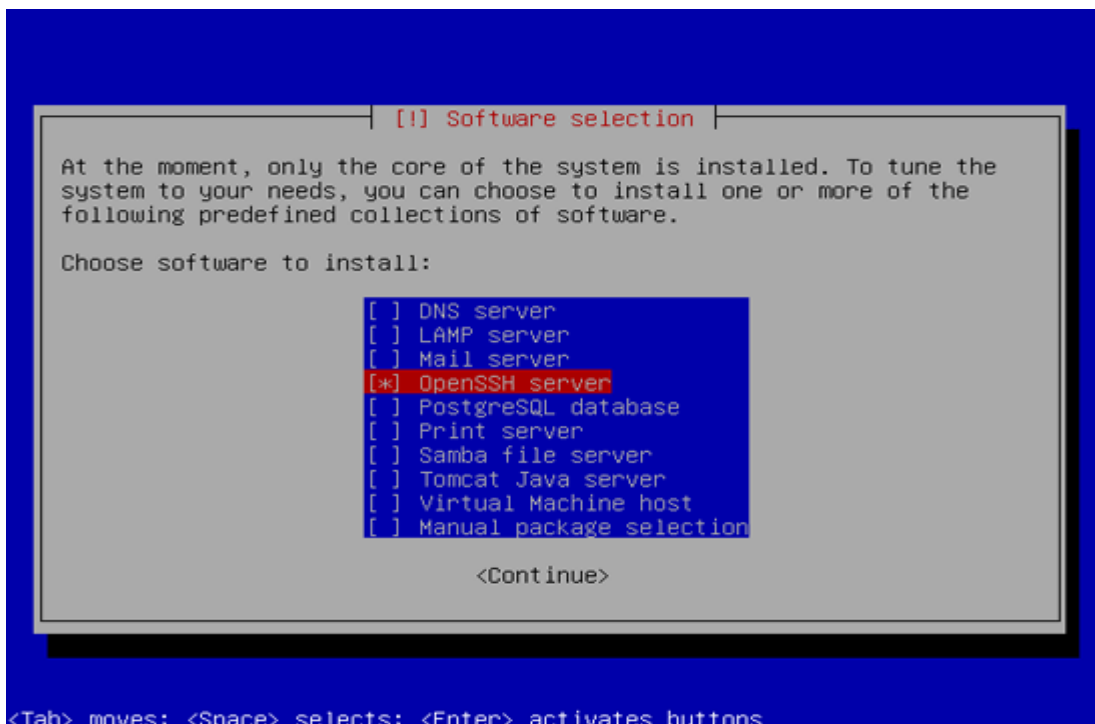 [!] Software selection
At the moment, only the core of the system is installed. To tune the
system to your needs, you can choose to install one or more of the
following predefined collections of software.
Choose software to install:
[ ] DNS server
[ ] LAMP server
[ ] Mail server
[*] OpenSSH server
[ ] PostgreSQL database
[ ] Print server
[ ] Samba file server
[ ] Tomcat Java server
[ ] Virtual Machine host
[ ] Manual package selection
<Continue>
<Tab> moves; <Space> selects; <Enter> activates buttons